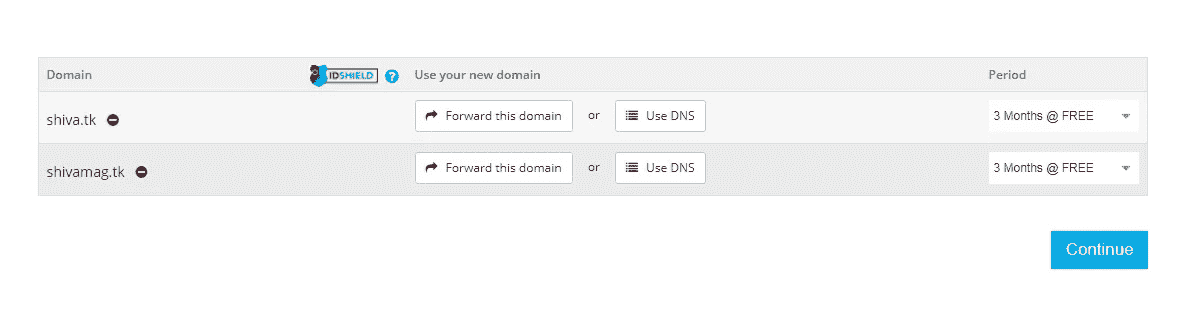 Domain IDSHIELD ? Use your new domain Period
shiva.tk Forward this domain or Use DNS 3 Months @ FREE
shivamag.tk Forward this domain or Use DNS 3 Months @ FREE
Continue